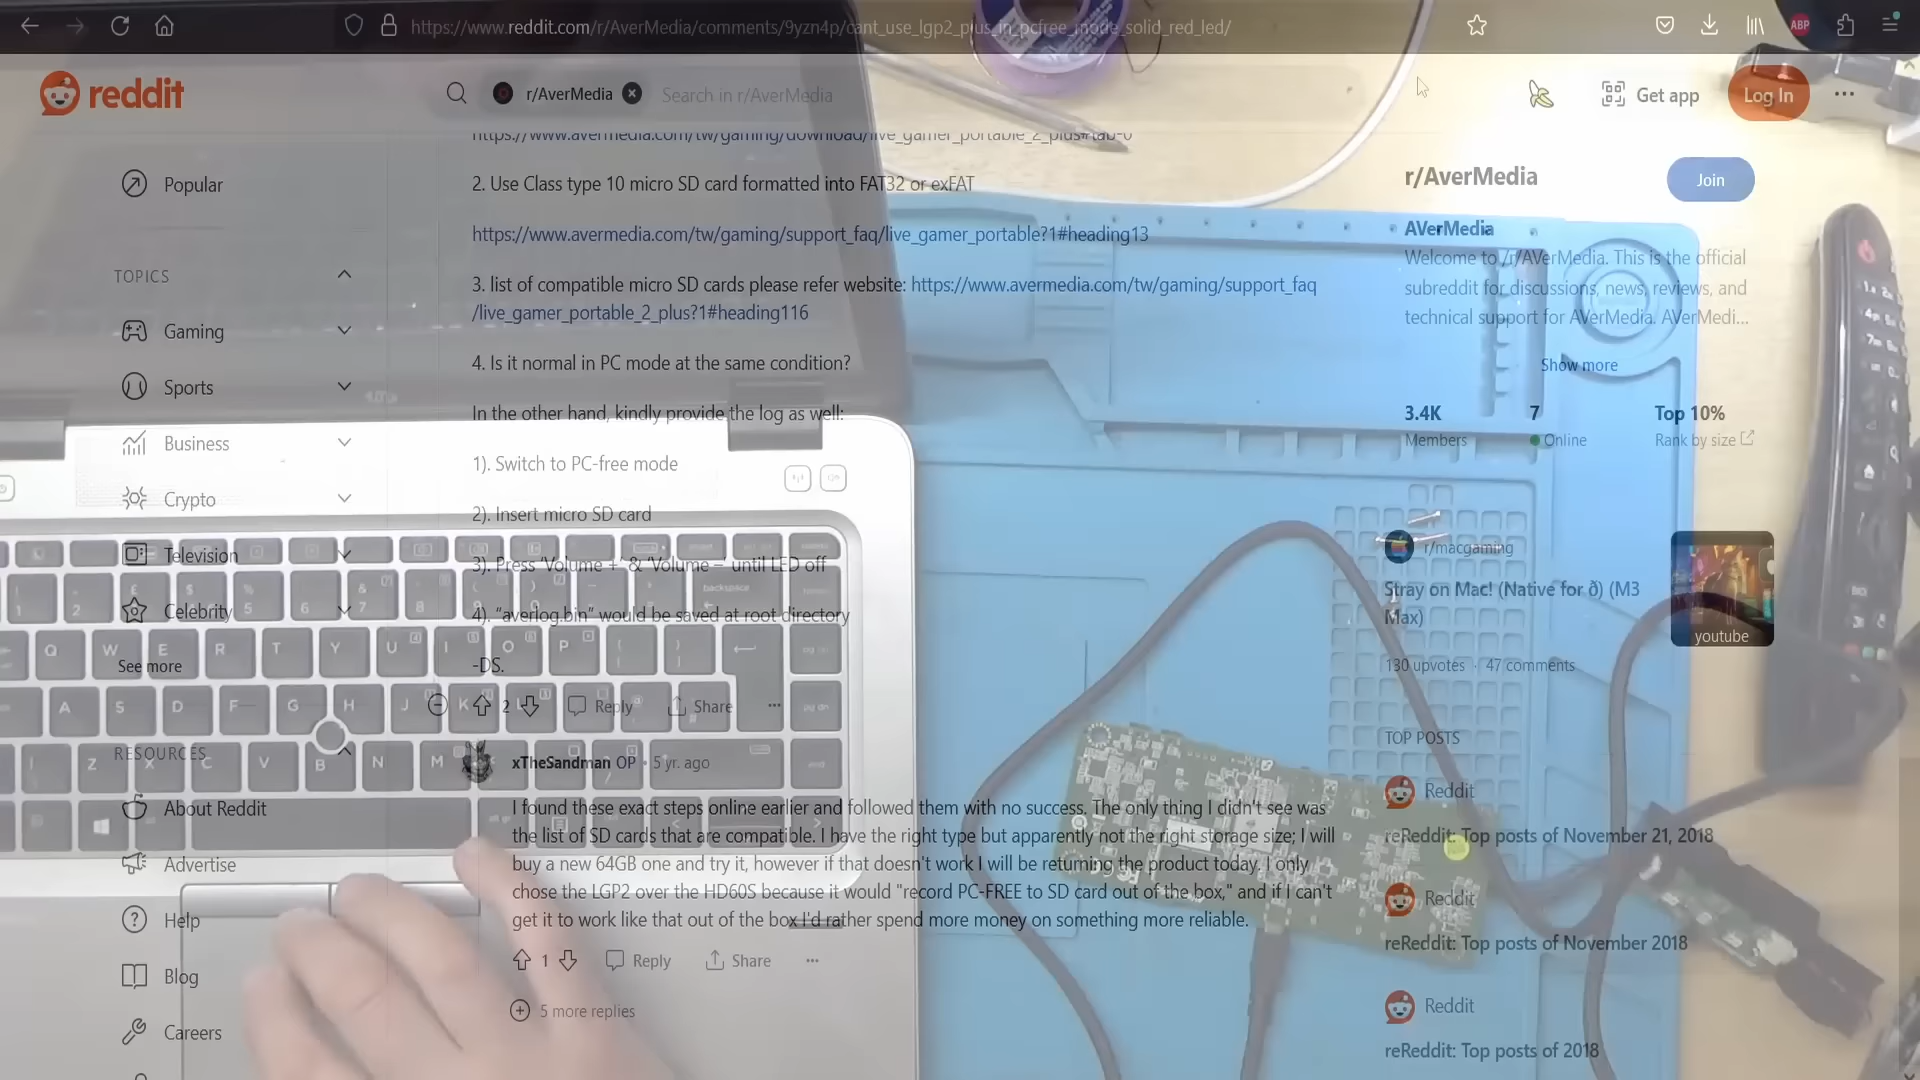 https://www.reddit.com/r/AverMedia/comments/9yzn4p/cant_use_lgp2_plus_in_pcfree_mode_solid_red_led/
ABP
reddit
r/AverMedia
Search in r/AverMedia
Get app
Log In
https://www.avermedia.com/tw/gaming/download/live_gamer_portable_2_plus#tab-0
Popular
2. Use Class type 10 micro SD card formatted into FAT32 or exFAT
r/AverMedia
Join
https://www.avermedia.com/tw/gaming/support_faq/live_gamer_portable?1#heading13
AVerMedia
Welcome to /r/AVerMedia. This is the official
subreddit for discussions, news, reviews, and
technical support for AVerMedia. AVerMedi...
TOPICS
3. list of compatible micro SD cards please refer website: https://www.avermedia.com/tw/gaming/support_faq
/live_gamer_portable_2_plus?1#heading116
Gaming
4. Is it normal in PC mode at the same condition?
Show more
Sports
In the other hand, kindly provide the log as well:
3.4K
7
Top 10%
Members
Online
Rank by size
Business
1). Switch to PC-free mode
Crypto
2). Insert micro SD card
Television
3). Press 'Volume +' & 'Volume –' until LED off
r/macgaming
Stray on Mac! (Native for ð) (M3
Max)
youtube
Celebrity
4). “averlog.bin” would be saved at root directory
See more
-DS.
130 upvotes · 47 comments
2
Reply
Share
TOP POSTS
RESOURCES
xTheSandman OP · 5 yr. ago
About Reddit
I found these exact steps online earlier and followed them with no success. The only thing I didn't see was
the list of SD cards that are compatible. I have the right type but apparently not the right storage size; I will
buy a new 64GB one and try it, however if that doesn't work I will be returning the product today. I only
chose the LGP2 over the HD60S because it would "record PC-FREE to SD card out of the box," and if I can't
get it to work like that out of the box I'd rather spend more money on something more reliable.
Reddit
reReddit: Top posts of November 21, 2018
Advertise
Reddit
Help
reReddit: Top posts of November 2018
1
Reply
Share
Blog
5 more replies
Reddit
Careers
reReddit: Top posts of 2018
backspace
Q W E R T Y U I O P
A S D F G H J K L
Z X C V B N M